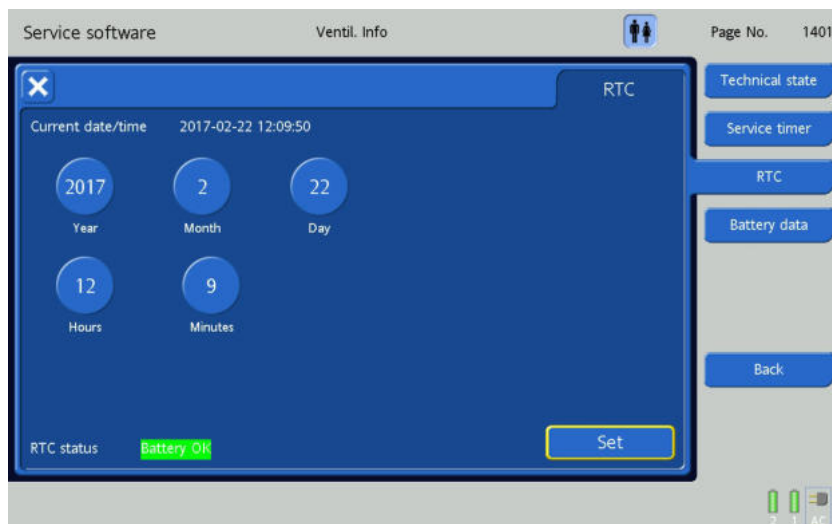 Service software Ventil. Info Page No. 1401
RTC
Technical state
Current date/time 2017-02-22 12:09:50
Service timer
2017 2 22
RTC
Year Month Day
Battery data
12 9
Hours Minutes
Back
RTC status Battery OK
Set
2 1 AC